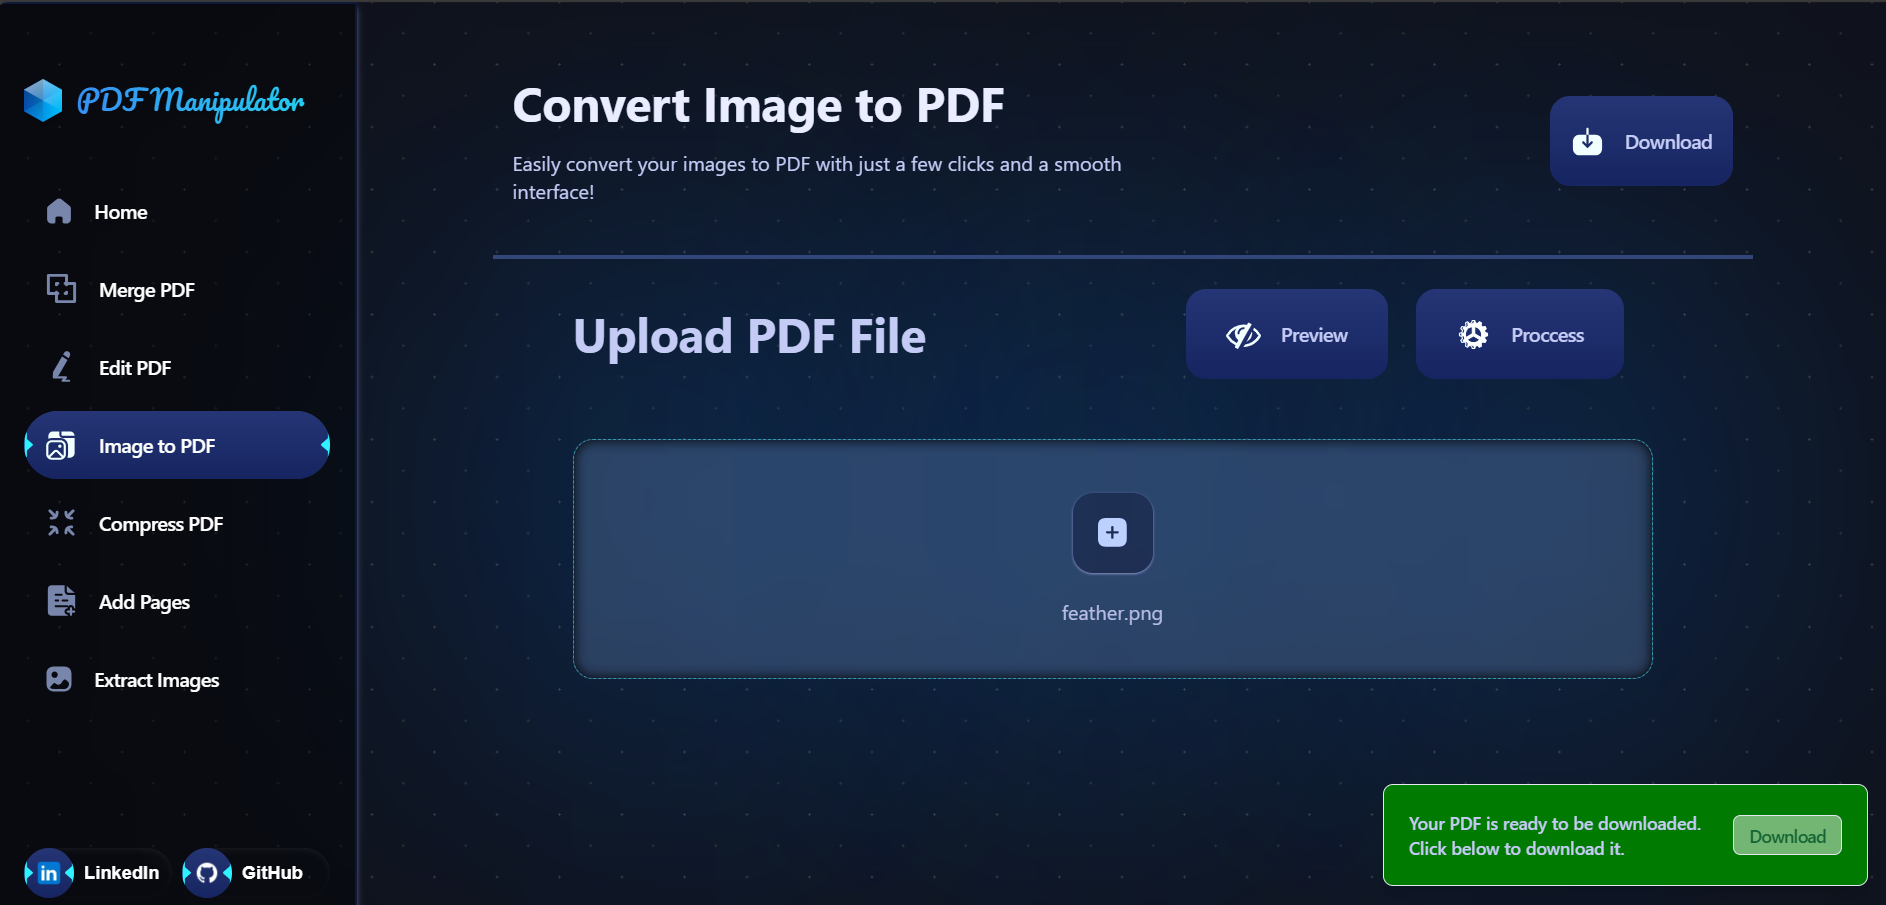 PDF Manipulator
Home
Merge PDF
Edit PDF
Image to PDF
Compress PDF
Add Pages
Extract Images
LinkedIn
GitHub
Convert Image to PDF
Easily convert your images to PDF with just a few clicks and a smooth
interface!
Download
Upload PDF File
Preview
Proccess
feather.png
Your PDF is ready to be downloaded.
Click below to download it.
Download